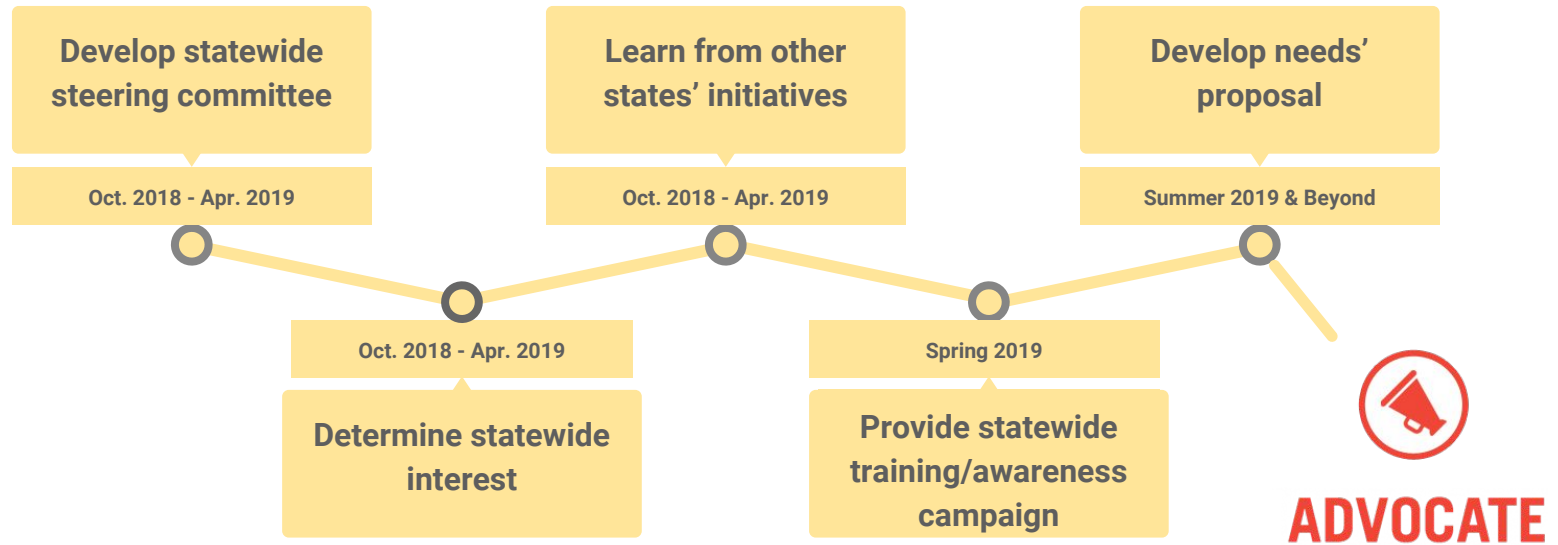 Develop statewide
steering committee
Oct. 2018 - Apr. 2019
Oct. 2018 - Apr. 2019
Determine statewide
interest
Learn from other
states’ initiatives
Oct. 2018 - Apr. 2019
Spring 2019
Provide statewide
training/awareness
campaign
Develop needs’
proposal
Summer 2019 & Beyond
ADVOCATE